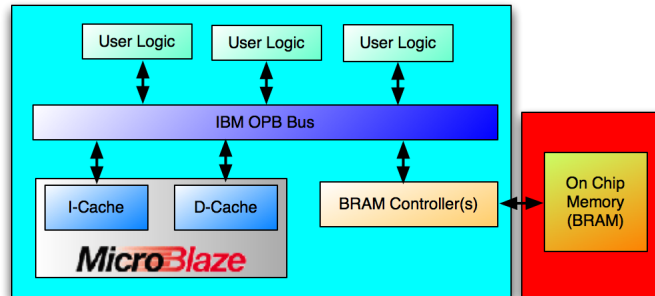 User Logic
User Logic
User Logic
IBM OPB Bus
I-Cache
D-Cache
BRAM Controller(s)
On Chip
Memory
(BRAM)
MicroBlaze